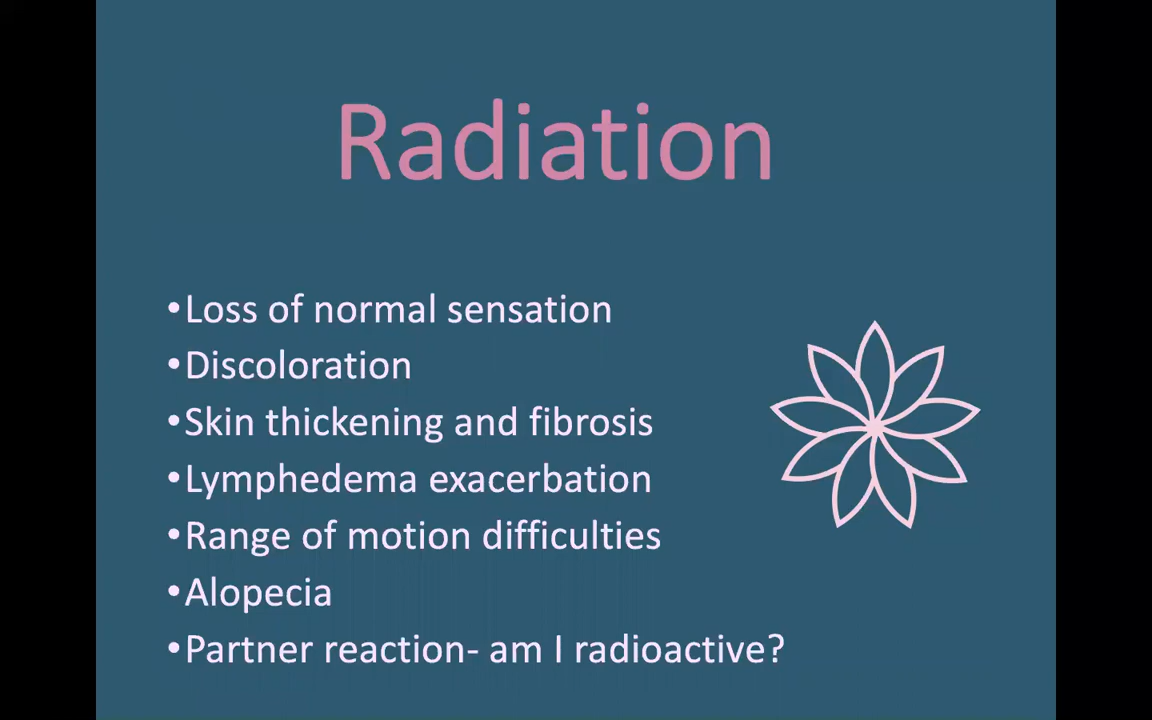 Radiation
•Loss of normal sensation
•Discoloration
•Skin thickening and fibrosis
•Lymphedema exacerbation
•Range of motion difficulties
•Alopecia
•Partner reaction- am I radioactive?